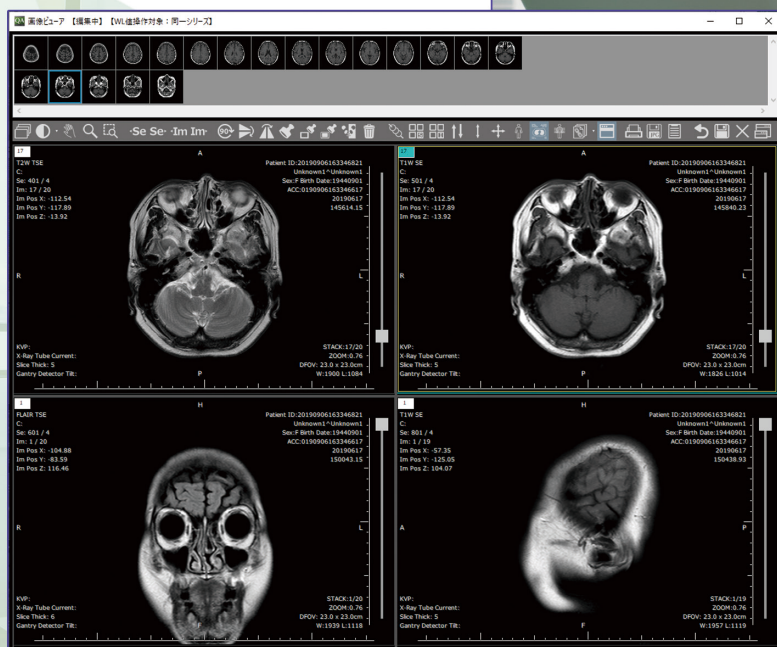 QA 画像ビューア 【編集中】【WL値操作対象：同一シリーズ】
·Se Se· ·Im Im·
90°
17
T2W TSE
C:
Se: 401 / 4
Im: 17 / 20
Im Pos X: -112.54
Im Pos Y: -117.89
Im Pos Z: -13.92
A
Patient ID:20190906163346821
Unknown1^Unknown1
Sex:F Birth Date:19440901
ACC:01909063346617
20190617
145614.15
R
L
KVP:
X-Ray Tube Current:
Slice Thick: 5
Gantry Detector Tilt:
P
STACK:17/20
ZOOM:0.76
DFOV: 23.0 x 23.0cm
W:1900 L:1084
17
T1W SE
C:
Se: 501 / 4
Im: 17 / 20
Im Pos X: -112.54
Im Pos Y: -117.89
Im Pos Z: -13.92
A
Patient ID:20190906163346821
Unknown1^Unknown1
Sex:F Birth Date:19440901
ACC:01909063346617
20190617
145840.23
R
L
KVP:
X-Ray Tube Current:
Slice Thick: 5
Gantry Detector Tilt:
P
STACK:17/20
ZOOM:0.76
DFOV: 23.0 x 23.0cm
W:1826 L:1014
1
FLAIR TSE
C:
Se: 601 / 4
Im: 1 / 20
Im Pos X: -104.88
Im Pos Y: -83.59
Im Pos Z: 116.46
H
Patient ID:20190906163346821
Unknown1^Unknown1
Sex:F Birth Date:19440901
ACC:01909063346617
20190617
150043.15
R
L
KVP:
X-Ray Tube Current:
Slice Thick: 6
Gantry Detector Tilt:
F
STACK:1/20
ZOOM:0.76
DFOV: 23.0 x 23.0cm
W:1939 L:1118
1
T1W SE
C:
Se: 801 / 4
Im: 1 / 19
Im Pos X: -57.35
Im Pos Y: -125.05
Im Pos Z: 104.07
H
Patient ID:20190906163346821
Unknown1^Unknown1
Sex:F Birth Date:19440901
ACC:01909063346617
20190617
150438.93
A
P
KVP:
X-Ray Tube Current:
Slice Thick: 5
Gantry Detector Tilt:
F
STACK:1/19
ZOOM:0.76
DFOV: 23.0 x 23.0cm
W:1957 L:1119